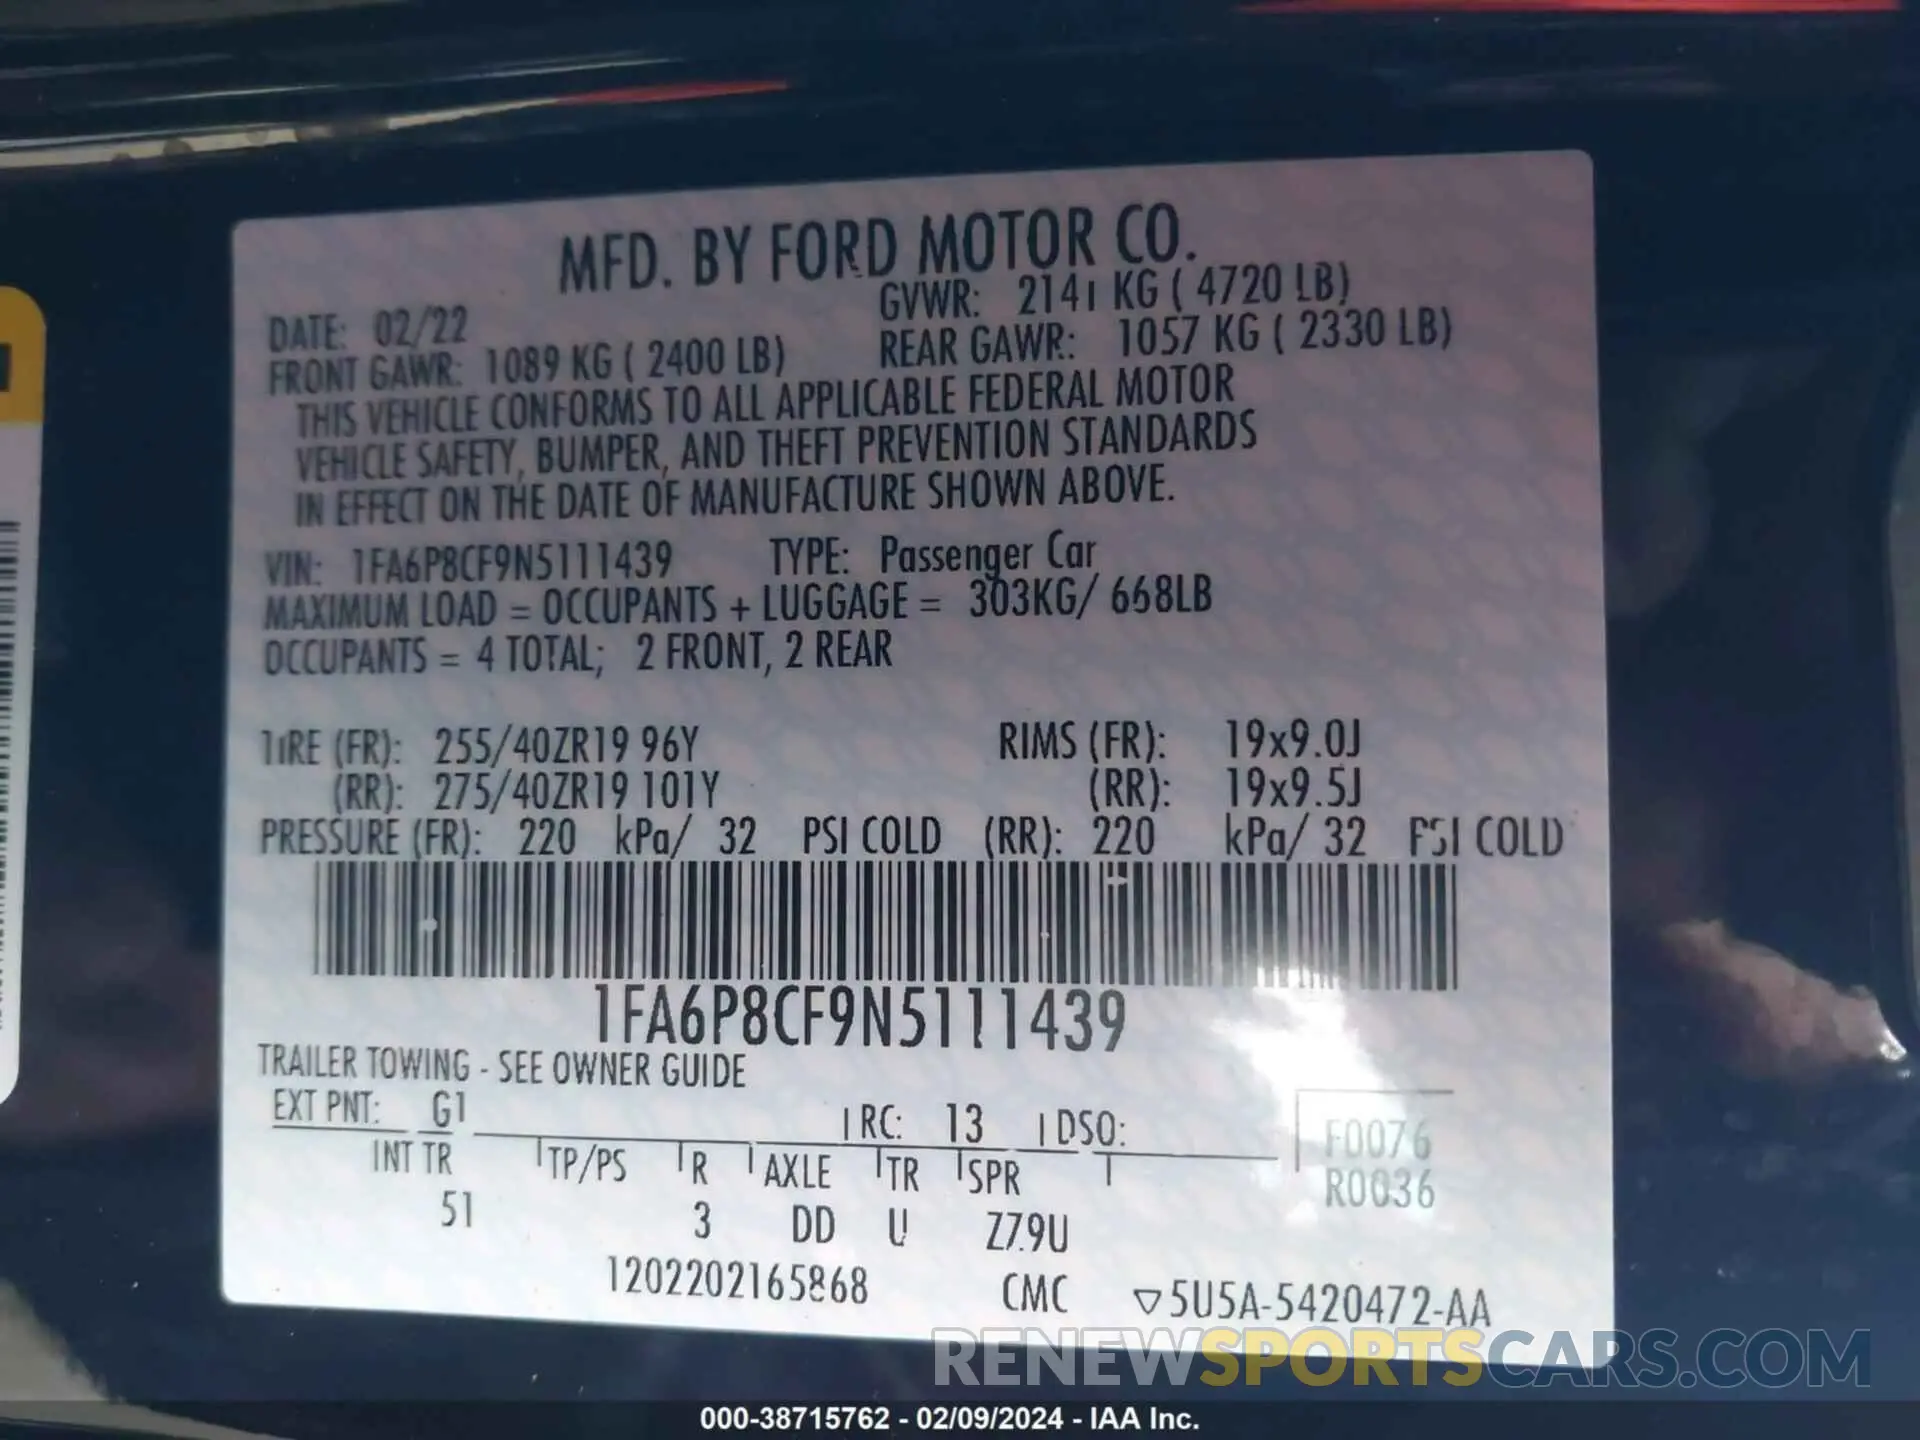 MFD. BY FORD MOTOR CO.
DATE: 02/22 GVWR: 2141 KG ( 4720 LB)
FRONT GAWR: 1089 KG ( 2400 LB) REAR GAWR: 1057 KG ( 2330 LB)
THIS VEHICLE CONFORMS TO ALL APPLICABLE FEDERAL MOTOR
VEHICLE SAFETY, BUMPER, AND THEFT PREVENTION STANDARDS
IN EFFECT ON THE DATE OF MANUFACTURE SHOWN ABOVE.
VIN: 1FA6P8CF9N5111439 TYPE: Passenger Car
MAXIMUM LOAD = OCCUPANTS + LUGGAGE = 303KG/ 668LB
OCCUPANTS = 4 TOTAL; 2 FRONT, 2 REAR
TIRE (FR): 255/40ZR19 96Y RIMS (FR): 19x9.0J
(RR): 275/40ZR19 101Y (RR): 19x9.5J
PRESSURE (FR): 220 kPa/ 32 PSI COLD (RR): 220 kPa/ 32 PSI COLD
1FA6P8CF9N5111439
TRAILER TOWING - SEE OWNER GUIDE
EXT PNT: G1 RC: 13 DSO: F0076
INT TR TP/PS R AXLE TR SPR R0036
51 3 DD U Z7.9U
1202202165868 CMC ▽5U5A-5420472-AA
RENEWSPORTSCARS.COM
000-38715762 - 02/09/2024 - IAA Inc.